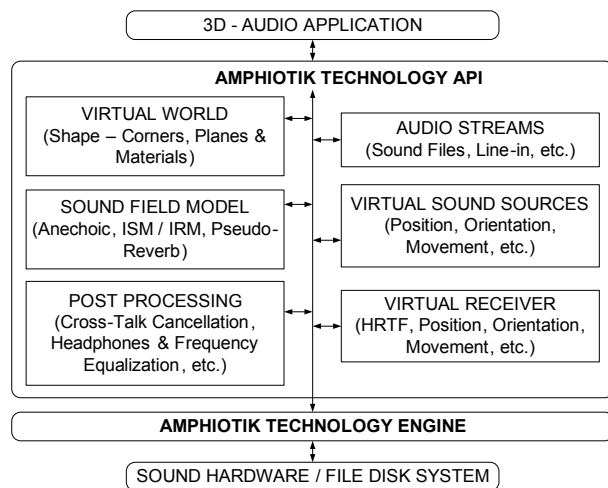 3D - AUDIO APPLICATION
AMPHIOTIK TECHNOLOGY API
VIRTUAL WORLD
(Shape – Corners, Planes &
Materials)
SOUND FIELD MODEL
(Anechoic, ISM / IRM, Pseudo-
Reverb)
POST PROCESSING
(Cross-Talk Cancellation,
Headphones & Frequency
Equalization, etc.)
AUDIO STREAMS
(Sound Files, Line-in, etc.)
VIRTUAL SOUND SOURCES
(Position, Orientation,
Movement, etc.)
VIRTUAL RECEIVER
(HRTF, Position, Orientation,
Movement, etc.)
AMPHIOTIK TECHNOLOGY ENGINE
SOUND HARDWARE / FILE DISK SYSTEM